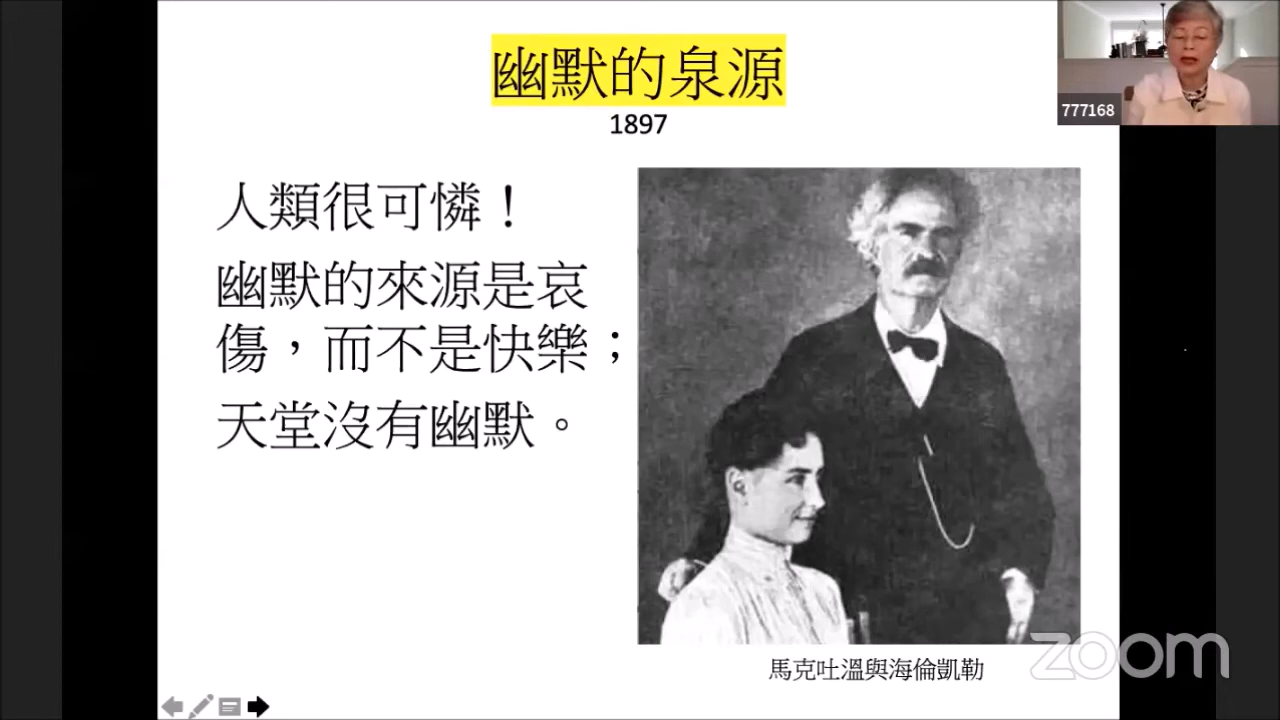 幽默的泉源
1897
777168
人類很可憐！
幽默的來源是哀
傷，而不是快樂；
天堂沒有幽默。
馬克吐溫與海倫凱勒
zoom